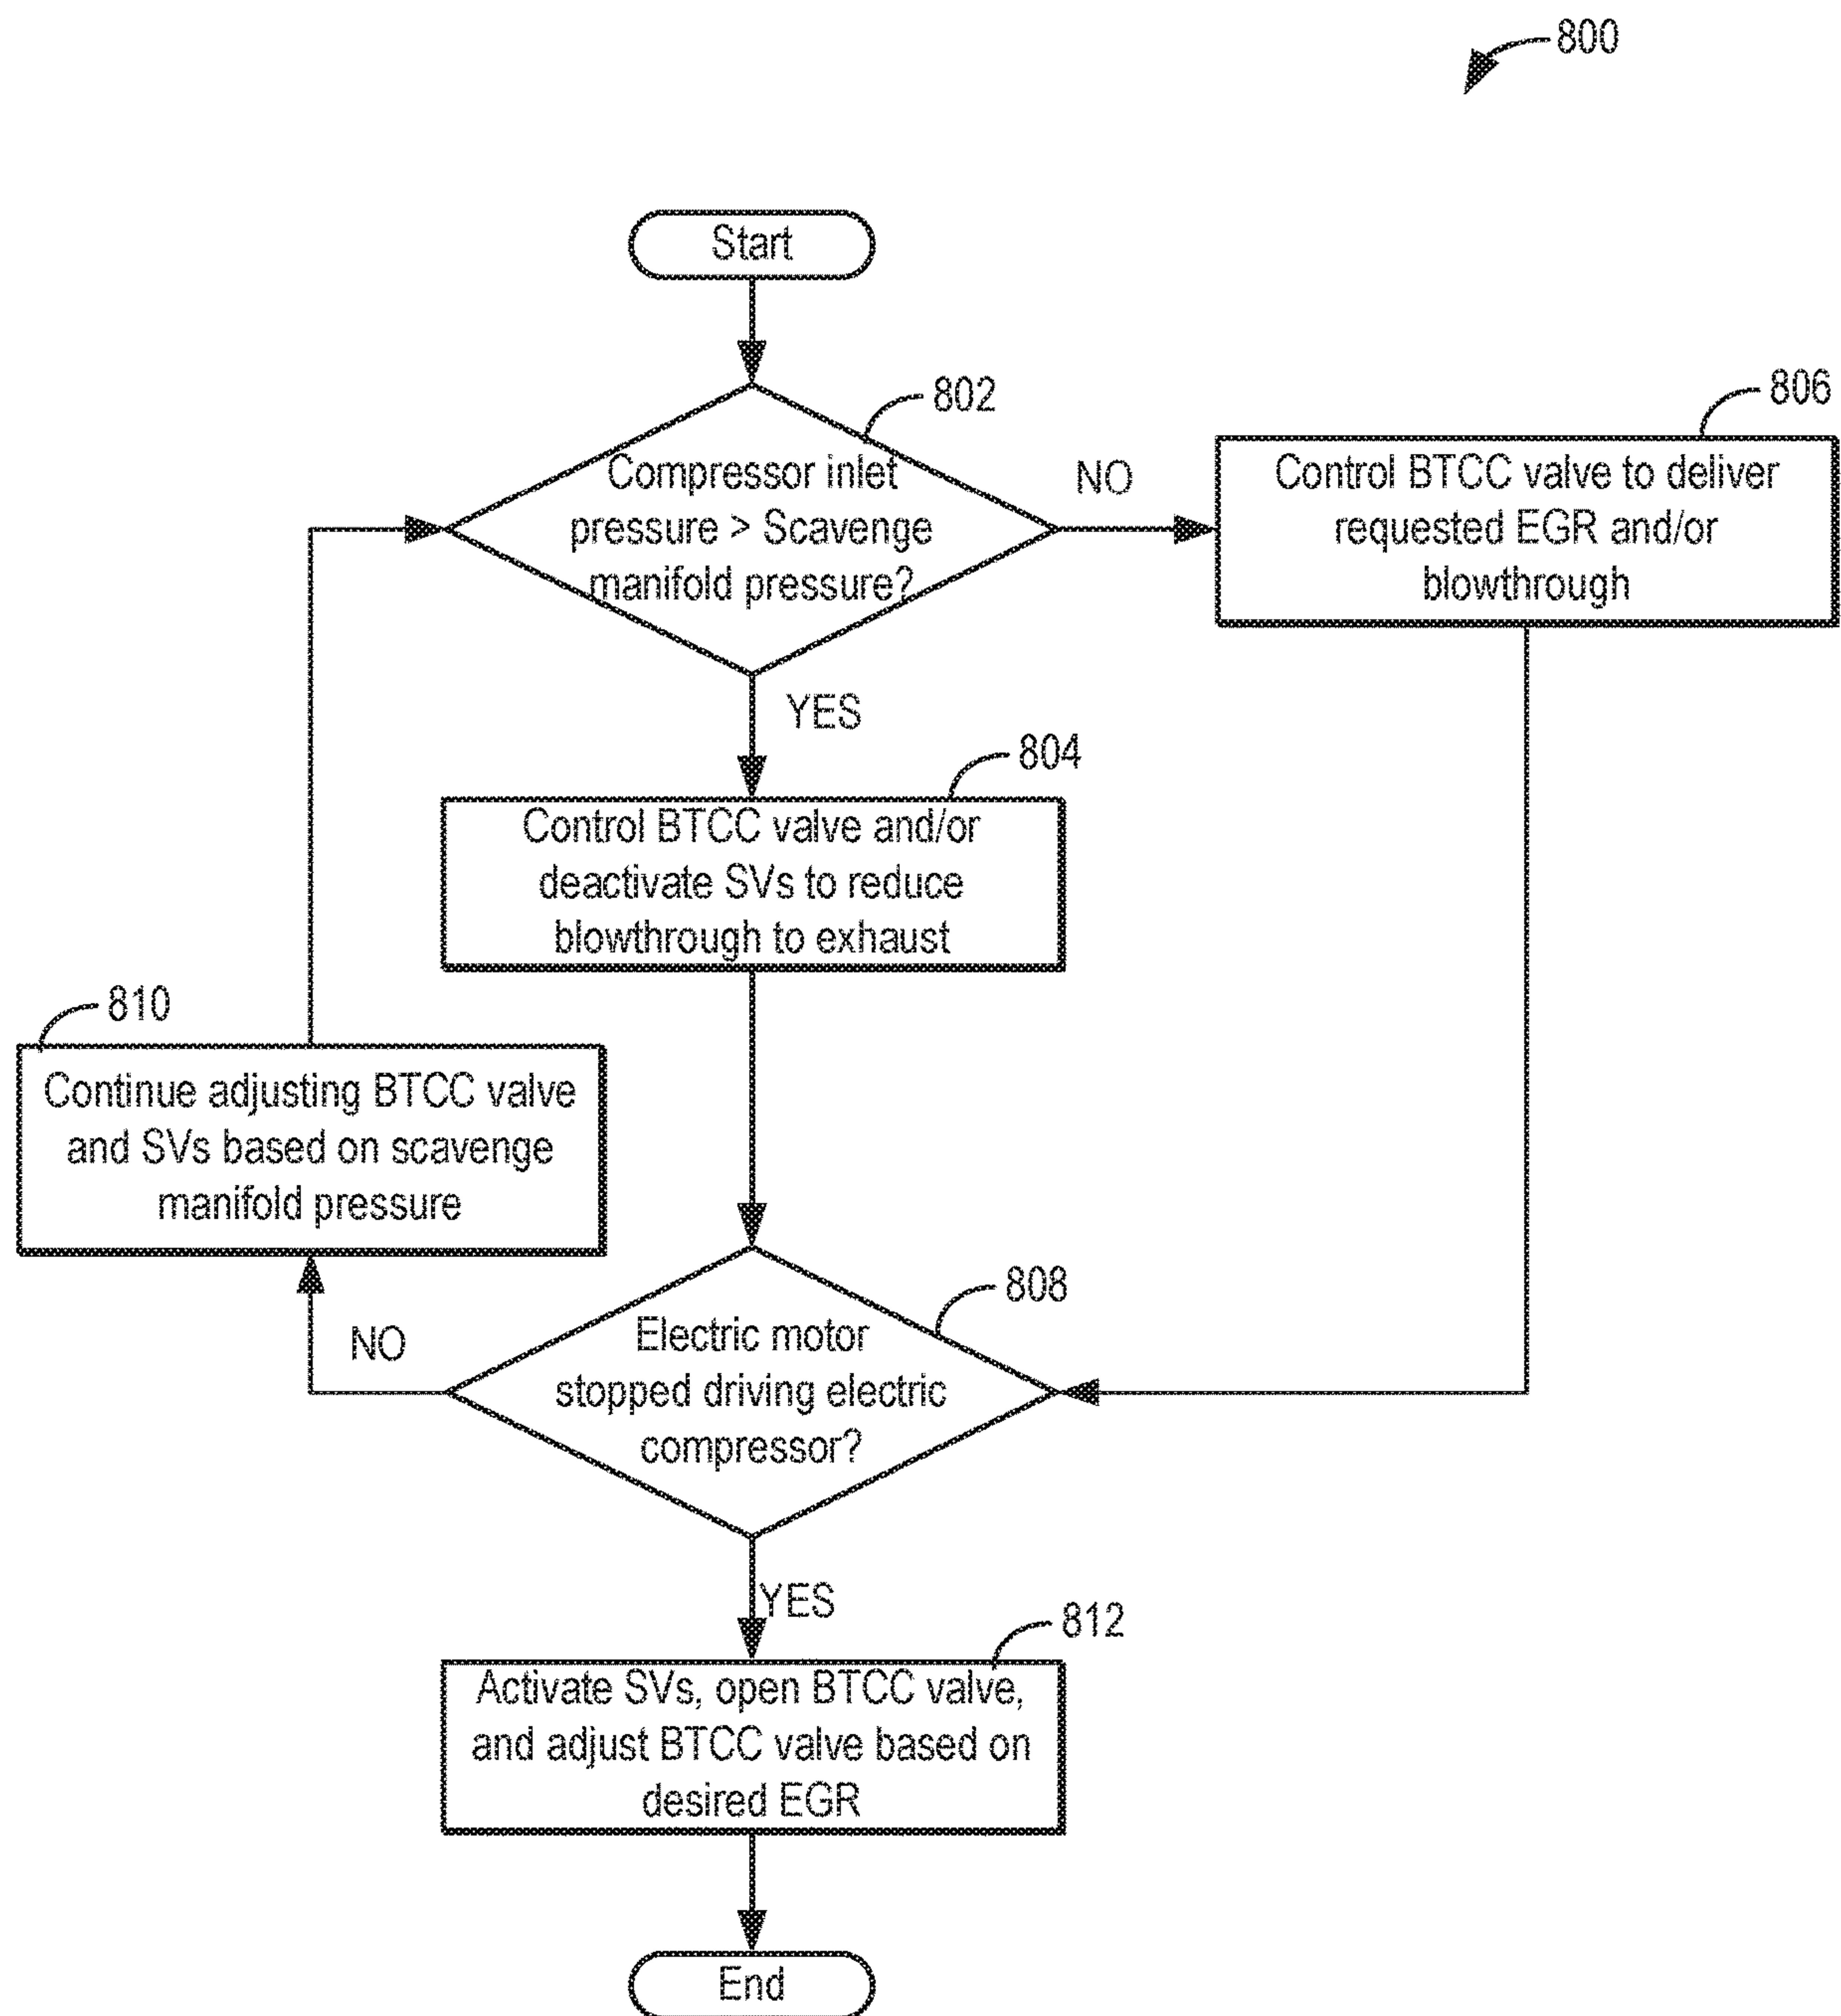 800
Start
802
Compressor inlet
pressure > Scavenge
manifold pressure?
NO
806
Control BTCC valve to deliver
requested EGR and/or
blowthrough
YES
804
Control BTCC valve and/or
deactivate SVs to reduce
blowthrough to exhaust
810
Continue adjusting BTCC valve
and SVs based on scavenge
manifold pressure
808
Electric motor
stopped driving electric
compressor?
NO
YES
812
Activate SVs, open BTCC valve,
and adjust BTCC valve based on
desired EGR
End